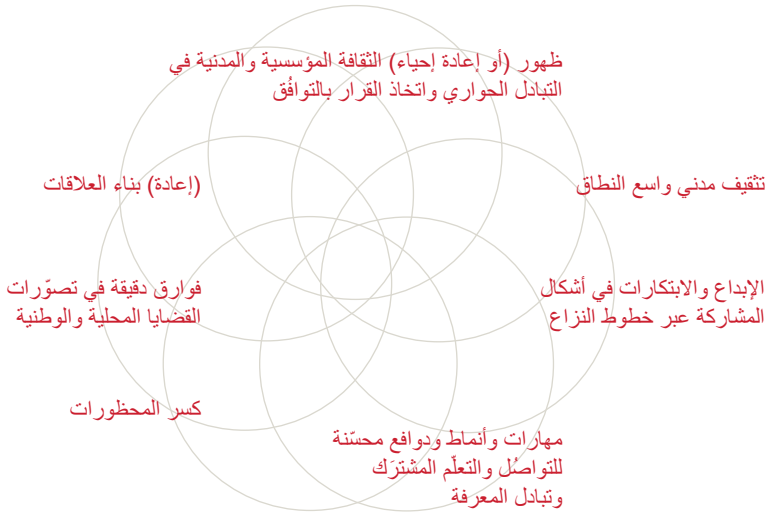 ظهور (أو إعادة إحياء) الثقافة المؤسسية والمدنية في
التبادل الحواري واتخاذ القرار بالتوافُق
تثقيف مدني واسع النطاق
(إعادة) بناء العلاقات
الإبداع والابتكارات في أشكال
المشاركة عبر خطوط النزاع
فوارق دقيقة في تصوّرات
القضايا المحلية والوطنية
كسر المحظورات
مهارات وأنماط ودوافع محسّنة
للتواصُل والتعلّم المشترَك
وتبادل المعرفة